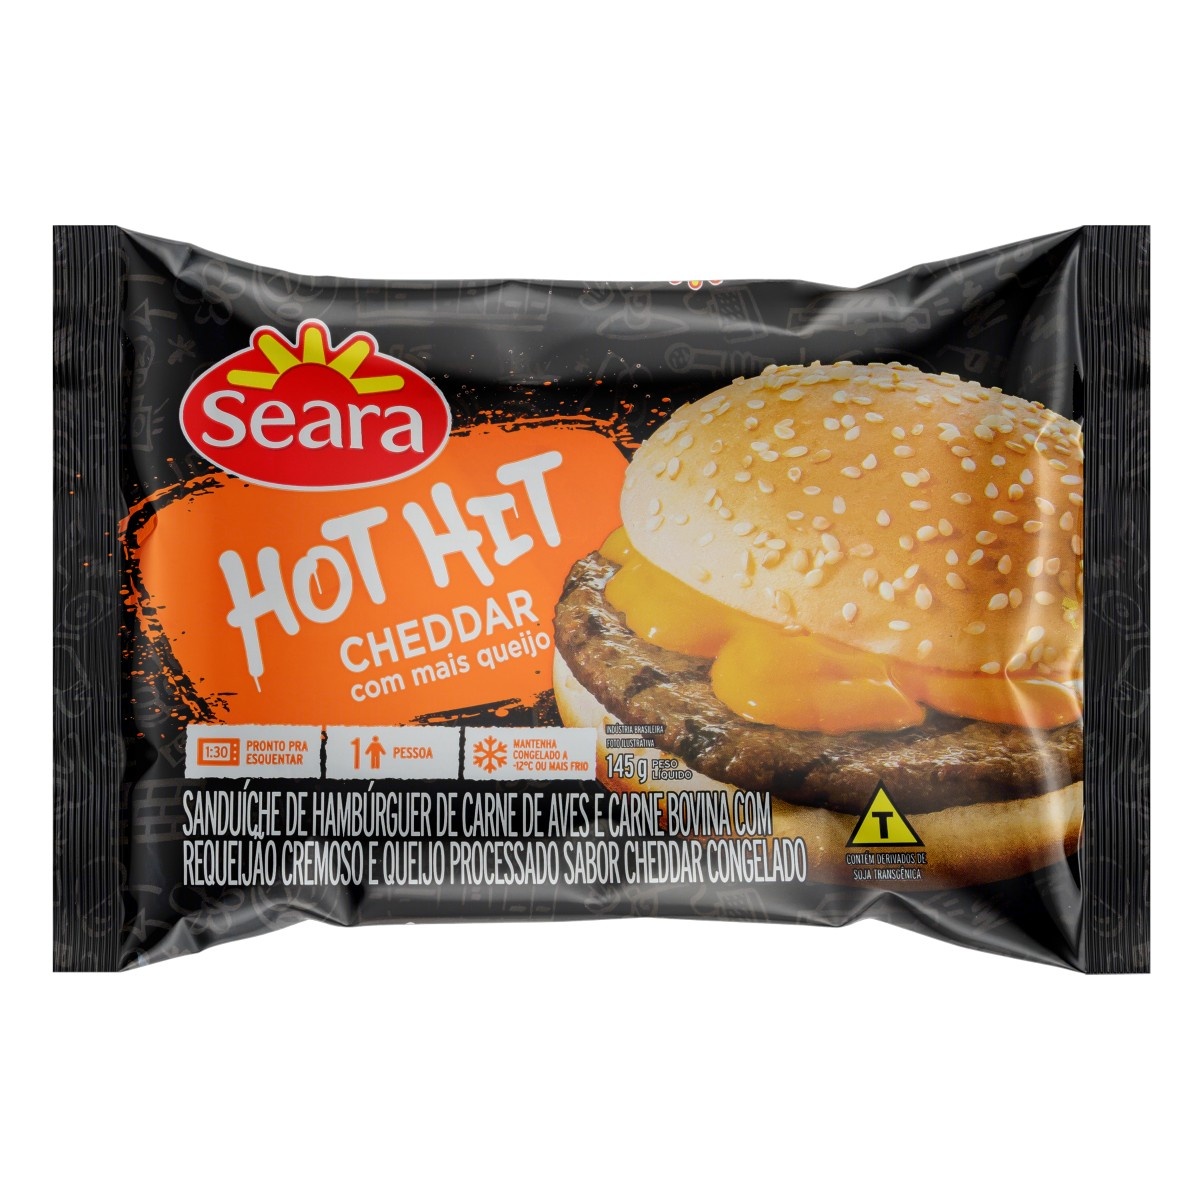 Seara
HOT HIT
CHEDDAR
com mais queijo
1:30
PRONTO PRA
ESQUENTAR
1 PESSOA
MANTENHA
CONGELADO A
-12°C OU MAIS FRIO
INDÚSTRIA BRASILEIRA
FOTO ILUSTRATIVA
145 g PESO
LÍQUIDO
SANDUÍCHE DE HAMBÚRGUER DE CARNE DE AVES E CARNE BOVINA COM
REQUEIJÃO CREMOSO E QUEIJO PROCESSADO SABOR CHEDDAR CONGELADO
T
CONTÉM DERIVADOS DE
SOJA TRANSGÊNICA